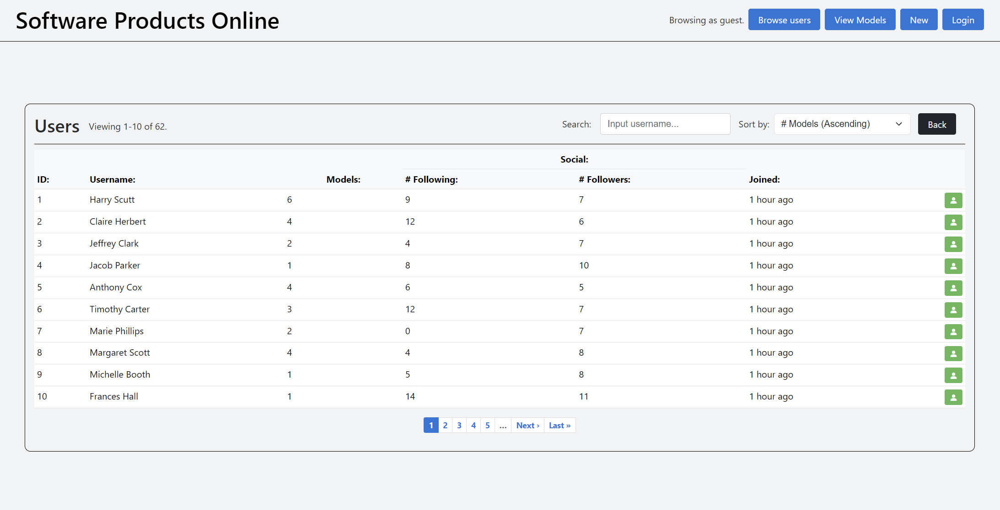 Software Products Online
Browsing as guest. Browse users View Models New Login
Users Viewing 1-10 of 62. Search: Input username... Sort by: # Models (Ascending) Back
Social:
ID: Username: Models: # Following: # Followers: Joined:
1 Harry Scutt 6 9 7 1 hour ago
2 Claire Herbert 4 12 6 1 hour ago
3 Jeffrey Clark 2 4 7 1 hour ago
4 Jacob Parker 1 8 10 1 hour ago
5 Anthony Cox 4 6 5 1 hour ago
6 Timothy Carter 3 12 7 1 hour ago
7 Marie Phillips 2 0 7 1 hour ago
8 Margaret Scott 4 4 8 1 hour ago
9 Michelle Booth 1 5 8 1 hour ago
10 Frances Hall 1 14 11 1 hour ago
1 2 3 4 5 ... Next › Last »